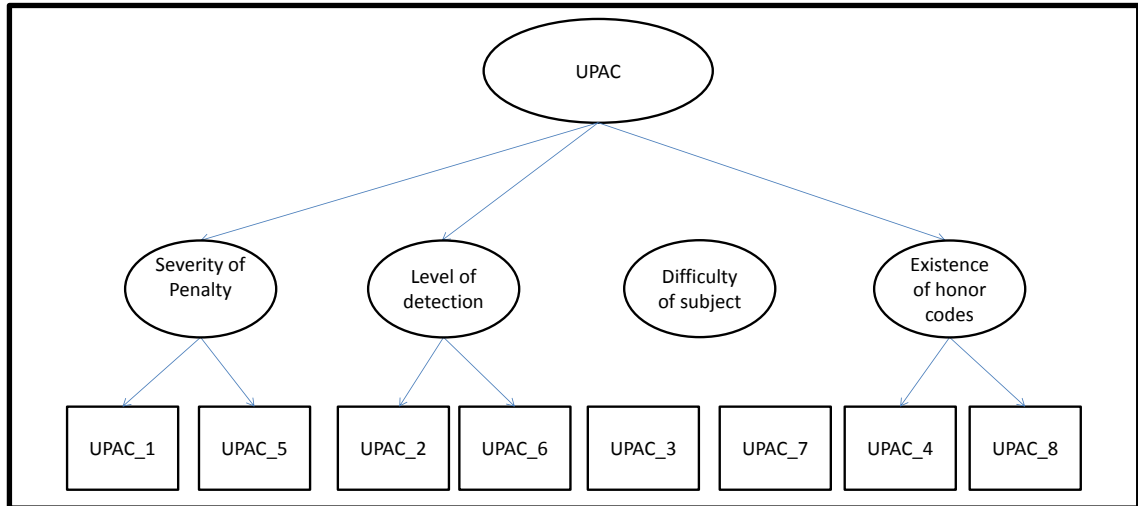 UPAC
Severity of
Penalty
Level of
detection
Difficulty
of subject
Existence
of honor
codes
UPAC_1
UPAC_5
UPAC_2
UPAC_6
UPAC_3
UPAC_7
UPAC_4
UPAC_8